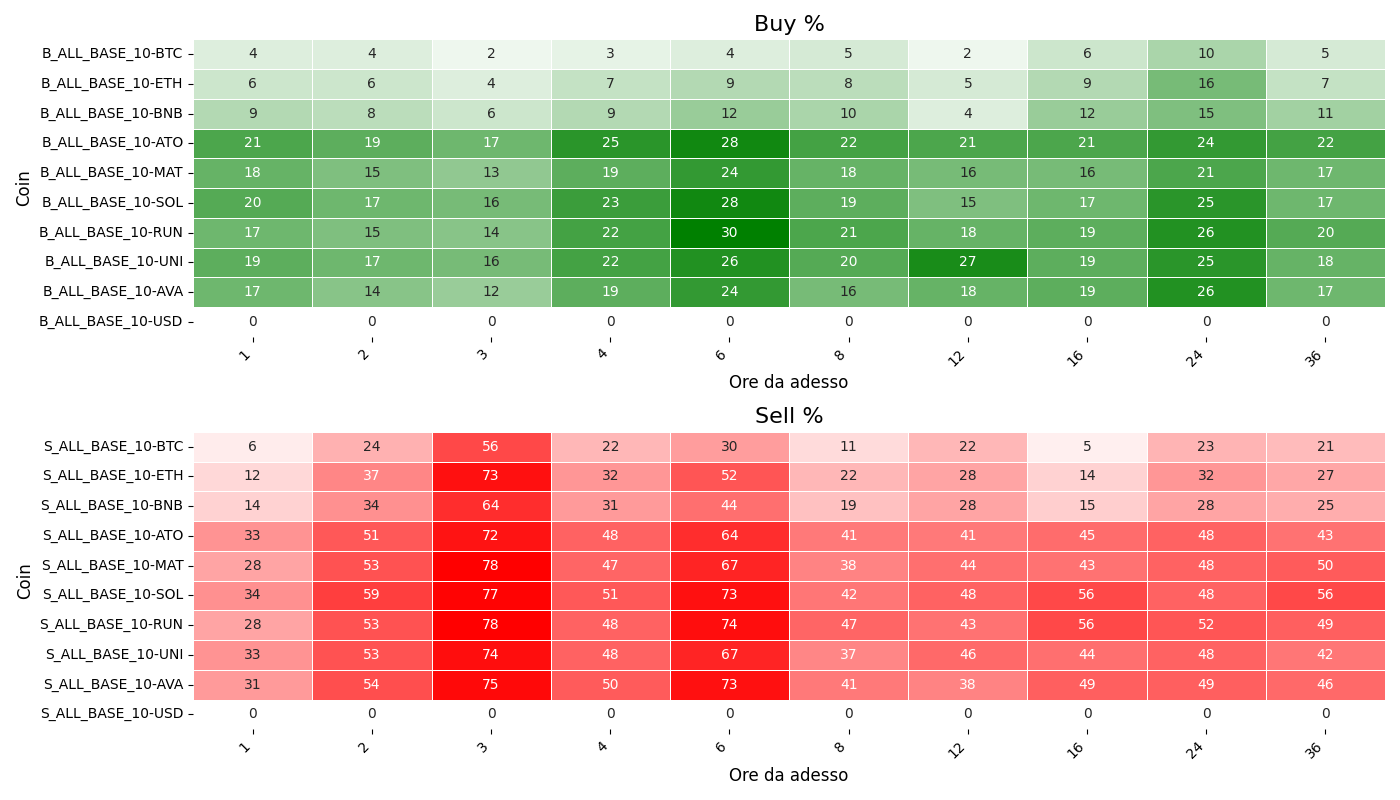 Buy %
Coin
B_ALL_BASE_10-BTC 4 4 2 3 4 5 2 6 10 5
B_ALL_BASE_10-ETH 6 6 4 7 9 8 5 9 16 7
B_ALL_BASE_10-BNB 9 8 6 9 12 10 4 12 15 11
B_ALL_BASE_10-ATO 21 19 17 25 28 22 21 21 24 22
B_ALL_BASE_10-MAT 18 15 13 19 24 18 16 16 21 17
B_ALL_BASE_10-SOL 20 17 16 23 28 19 15 17 25 17
B_ALL_BASE_10-RUN 17 15 14 22 30 21 18 19 26 20
B_ALL_BASE_10-UNI 19 17 16 22 26 20 27 19 25 18
B_ALL_BASE_10-AVA 17 14 12 19 24 16 18 19 26 17
B_ALL_BASE_10-USD 0 0 0 0 0 0 0 0 0 0
1 2 3 4 6 8 12 16 24 36
Ore da adesso
Sell %
Coin
S_ALL_BASE_10-BTC 6 24 56 22 30 11 22 5 23 21
S_ALL_BASE_10-ETH 12 37 73 32 52 22 28 14 32 27
S_ALL_BASE_10-BNB 14 34 64 31 44 19 28 15 28 25
S_ALL_BASE_10-ATO 33 51 72 48 64 41 41 45 48 43
S_ALL_BASE_10-MAT 28 53 78 47 67 38 44 43 48 50
S_ALL_BASE_10-SOL 34 59 77 51 73 42 48 56 48 56
S_ALL_BASE_10-RUN 28 53 78 48 74 47 43 56 52 49
S_ALL_BASE_10-UNI 33 53 74 48 67 37 46 44 48 42
S_ALL_BASE_10-AVA 31 54 75 50 73 41 38 49 49 46
S_ALL_BASE_10-USD 0 0 0 0 0 0 0 0 0 0
1 2 3 4 6 8 12 16 24 36
Ore da adesso